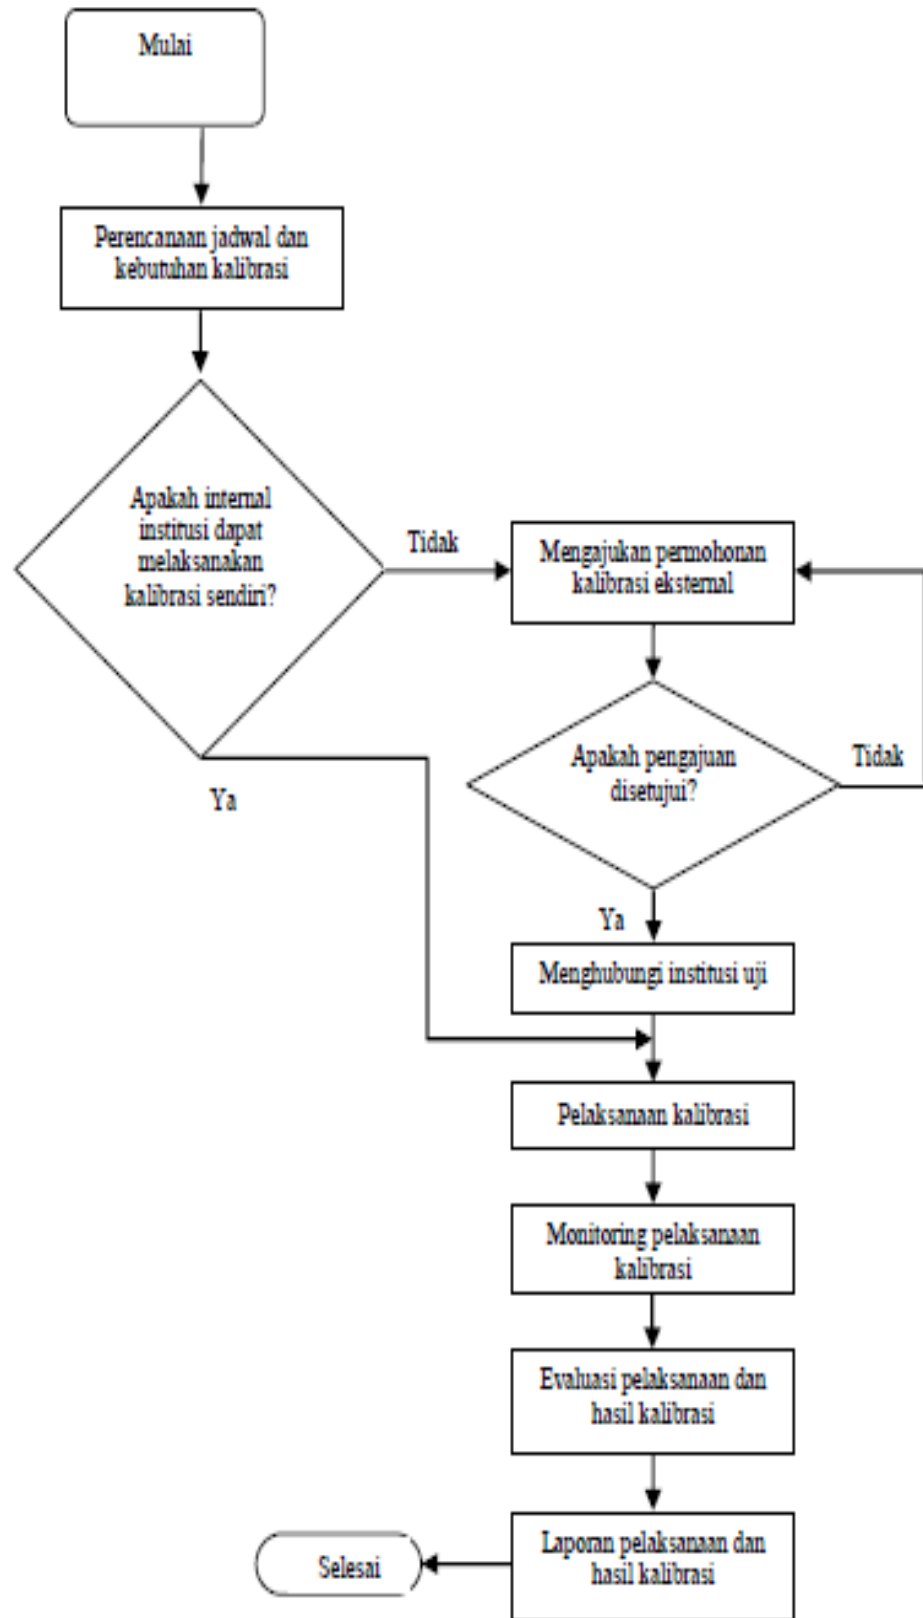 Mulai
Perencanaan jadwal dan
kebutuhan kalibrasi
Apakah internal
institusi dapat
melaksanakan
kalibrasi sendiri?
Tidak
Mengajukan permohonan
kalibrasi eksternal
Apakah pengajuan
disetujui?
Tidak
Ya
Ya
Menghubungi institusi uji
Pelaksanaan kalibrasi
Monitoring pelaksanaan
kalibrasi
Evaluasi pelaksanaan dan
hasil kalibrasi
Laporan pelaksanaan dan
hasil kalibrasi
Selesai